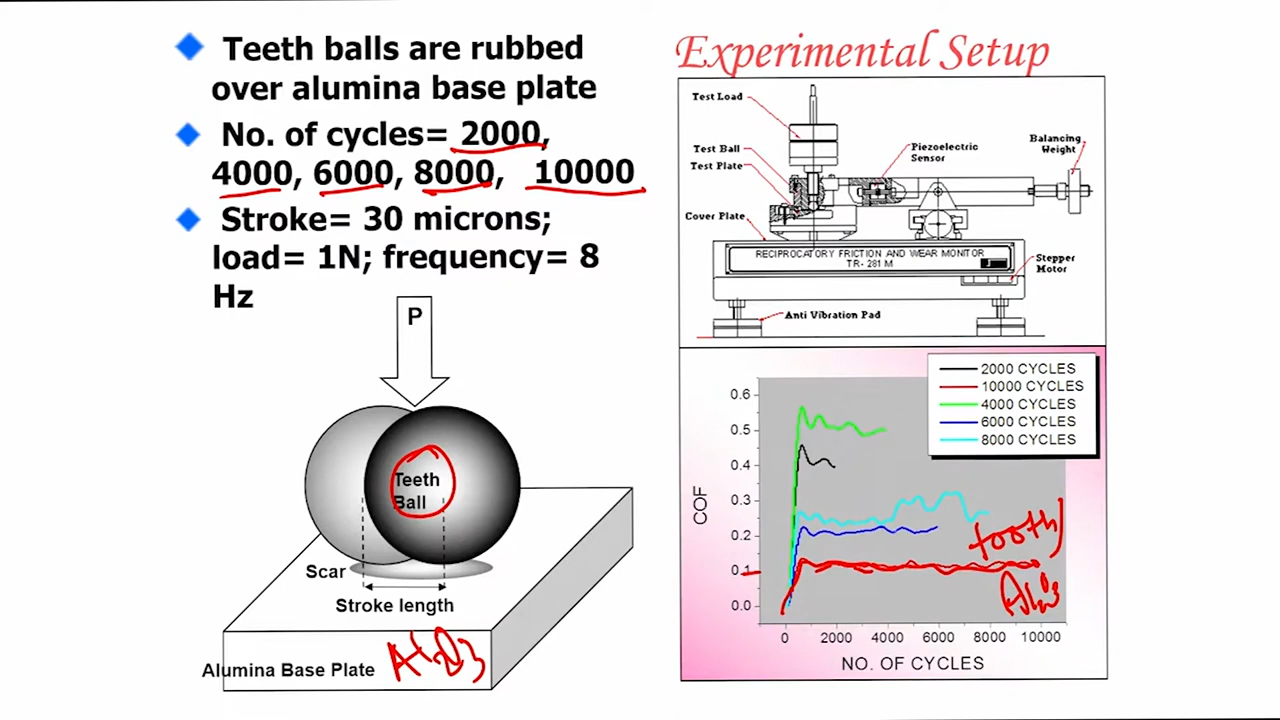 Teeth balls are rubbed
over alumina base plate
No. of cycles= 2000,
4000, 6000, 8000, 10000
Stroke= 30 microns;
load= 1N; frequency= 8
Hz
P
Teeth
Ball
Scar
Stroke length
Alumina Base Plate
Al2O3
Experimental Setup
Test Load
Test Ball
Test Plate
Cover Plate
Piezoelectric
Sensor
Balancing
Weight
RECIPROCATORY FRICTION AND WEAR MONITOR
TR- 281 M
Stepper
Motor
Anti Vibration Pad
2000 CYCLES
10000 CYCLES
4000 CYCLES
6000 CYCLES
8000 CYCLES
COF
0.6
0.5
0.4
0.3
0.2
0.1
0.0
tooth/
Al2O3
0 2000 4000 6000 8000 10000
NO. OF CYCLES